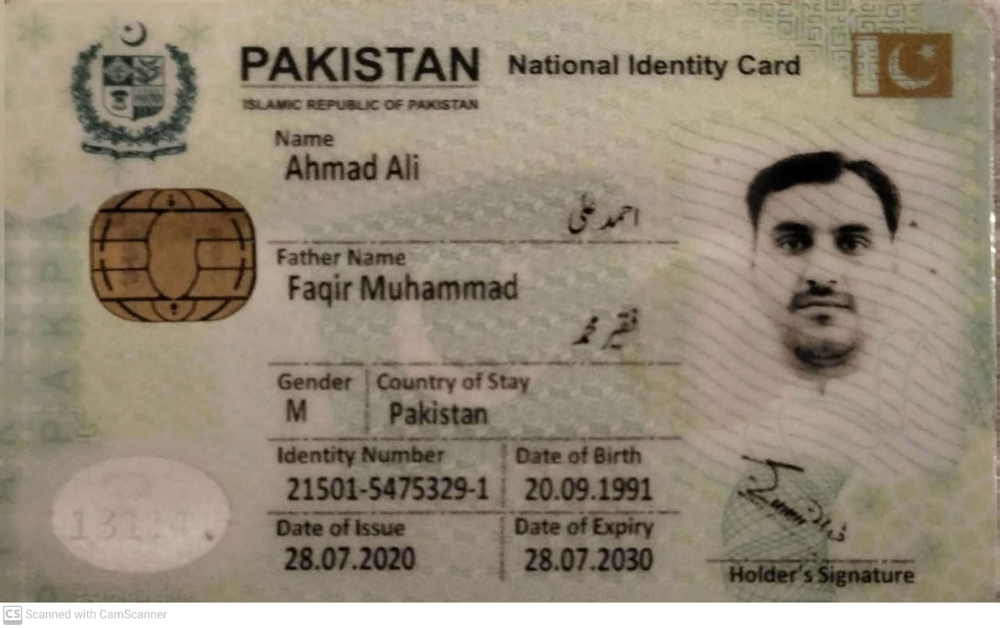 PAKISTAN National Identity Card
ISLAMIC REPUBLIC OF PAKISTAN
Name
Ahmad Ali
احمد علی
Father Name
Faqir Muhammad
فقیر محمد
Gender Country of Stay
M Pakistan
Identity Number Date of Birth
21501-5475329-1 20.09.1991
Date of Issue Date of Expiry
28.07.2020 28.07.2030
Holder's Signature
PAKPA
CS Scanned with CamScanner